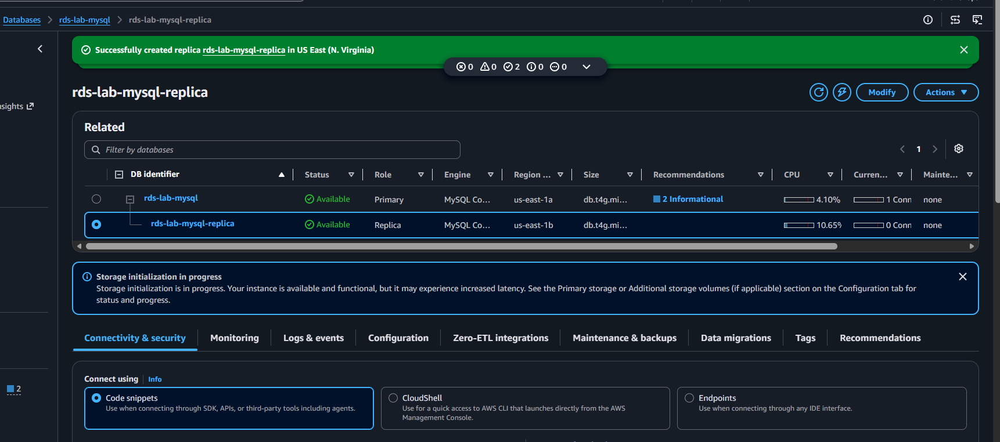 Databases > rds-lab-mysql > rds-lab-mysql-replica
Successfully created replica rds-lab-mysql-replica in US East (N. Virginia)
0 0 2 0 0
rds-lab-mysql-replica
Modify
Actions
nsights
Related
Filter by databases
1
DB identifier Status Role Engine Region ... Size Recommendations CPU Curren... Mainte...
rds-lab-mysql Available Primary MySQL Co... us-east-1a db.t4g.mi... 2 Informational 4.10% 1 Conn none
rds-lab-mysql-replica Available Replica MySQL Co... us-east-1b db.t4g.mi... 10.65% 0 Conn none
Storage initialization in progress
Storage initialization is in progress. Your instance is available and functional, but it may experience increased latency. See the Primary storage or Additional storage volumes (if applicable) section on the Configuration tab for
status and progress.
Connectivity & security Monitoring Logs & events Configuration Zero-ETL integrations Maintenance & backups Data migrations Tags Recommendations
2
Connect using Info
Code snippets
Use when connecting through SDK, APIs, or third-party tools including agents.
CloudShell
Use for a quick access to AWS CLI that launches directly from the AWS
Management Console.
Endpoints
Use when connecting through any IDE interface.